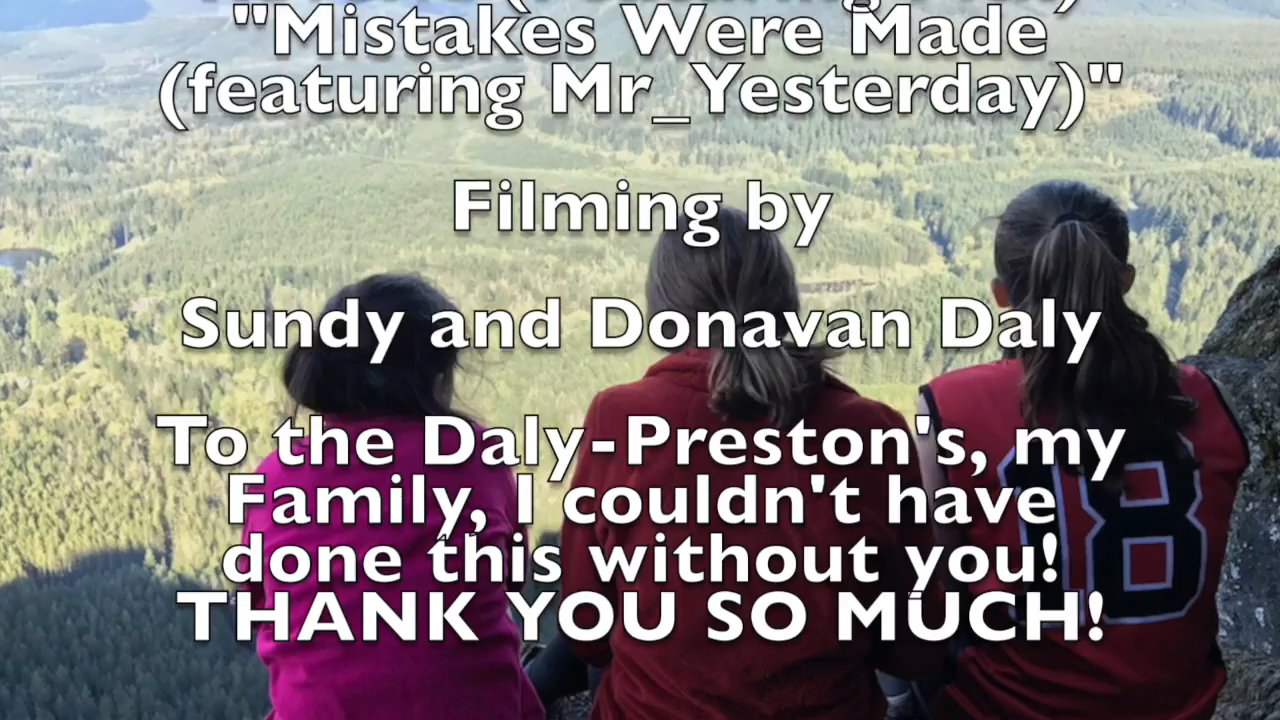 "Mistakes Were Made
(featuring Mr_Yesterday)"
Filming by
Sundy and Donavan Daly
To the Daly-Preston's, my
Family, I couldn't have
done this without you!
THANK YOU SO MUCH!
18